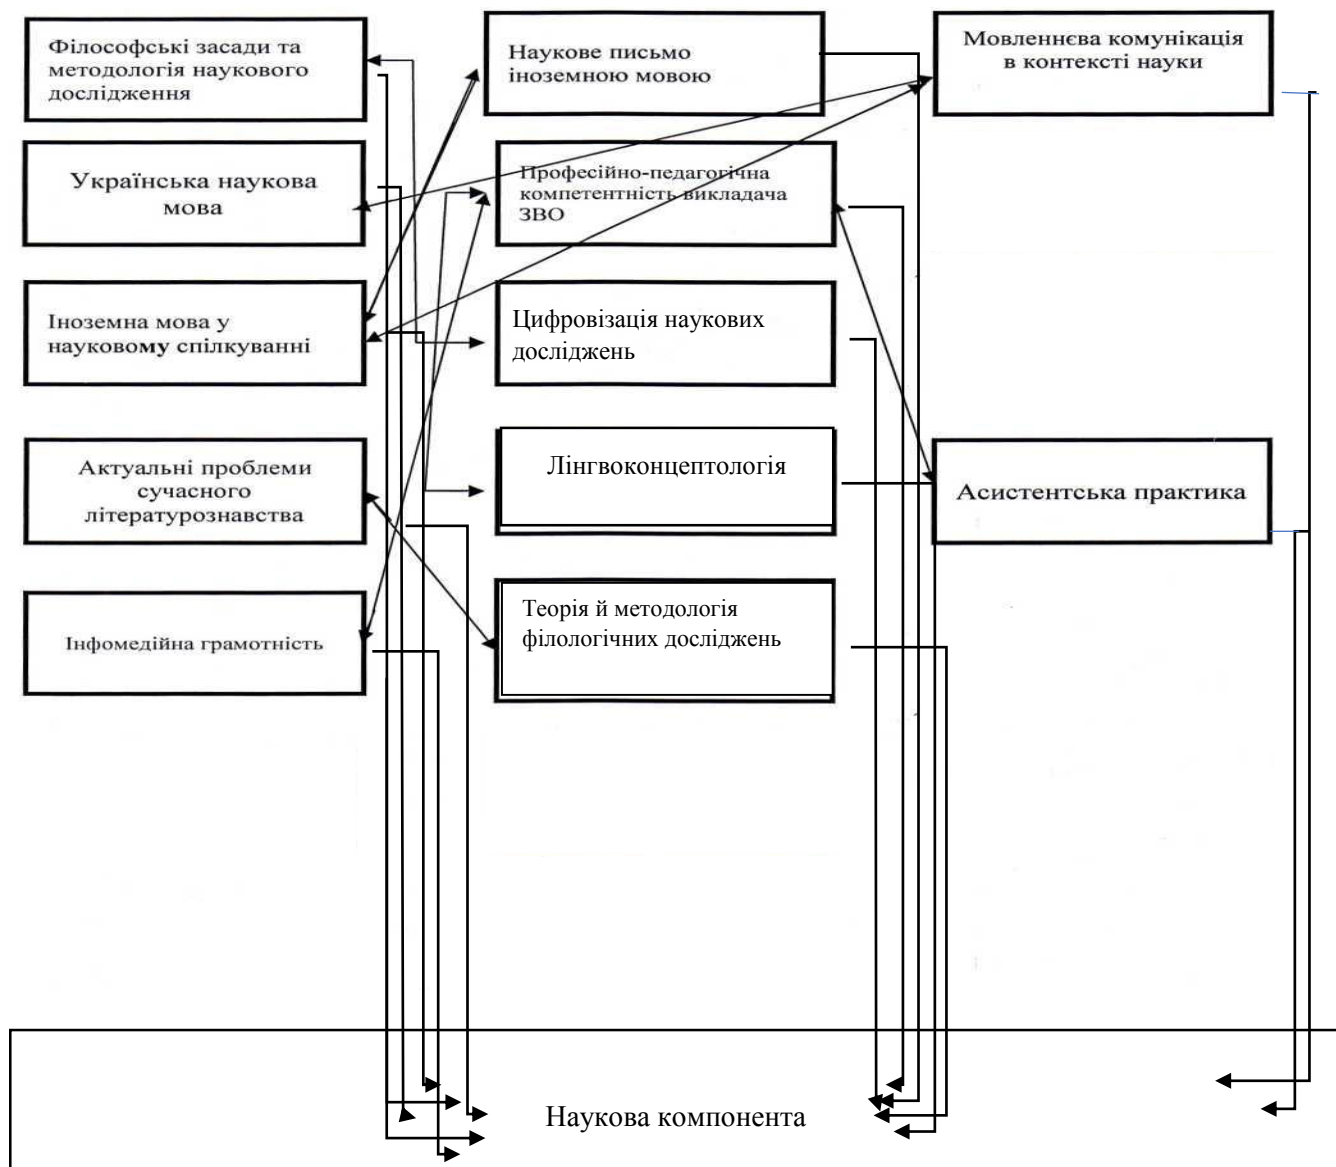 Філософські засади та
методологія наукового
дослідження
Наукове письмо
іноземною мовою
Мовленнєва комунікація
в контексті науки
Українська наукова
мова
Професійно-педагогічна
компетентність викладача
ЗВО
Іноземна мова у
науковому спілкуванні
Цифровізація наукових
досліджень
Актуальні проблеми
сучасного
літературознавства
Лінгвоконцептологія
Асистентська практика
Інфомедійна грамотність
Теорія й методологія
філологічних досліджень
Наукова компонента